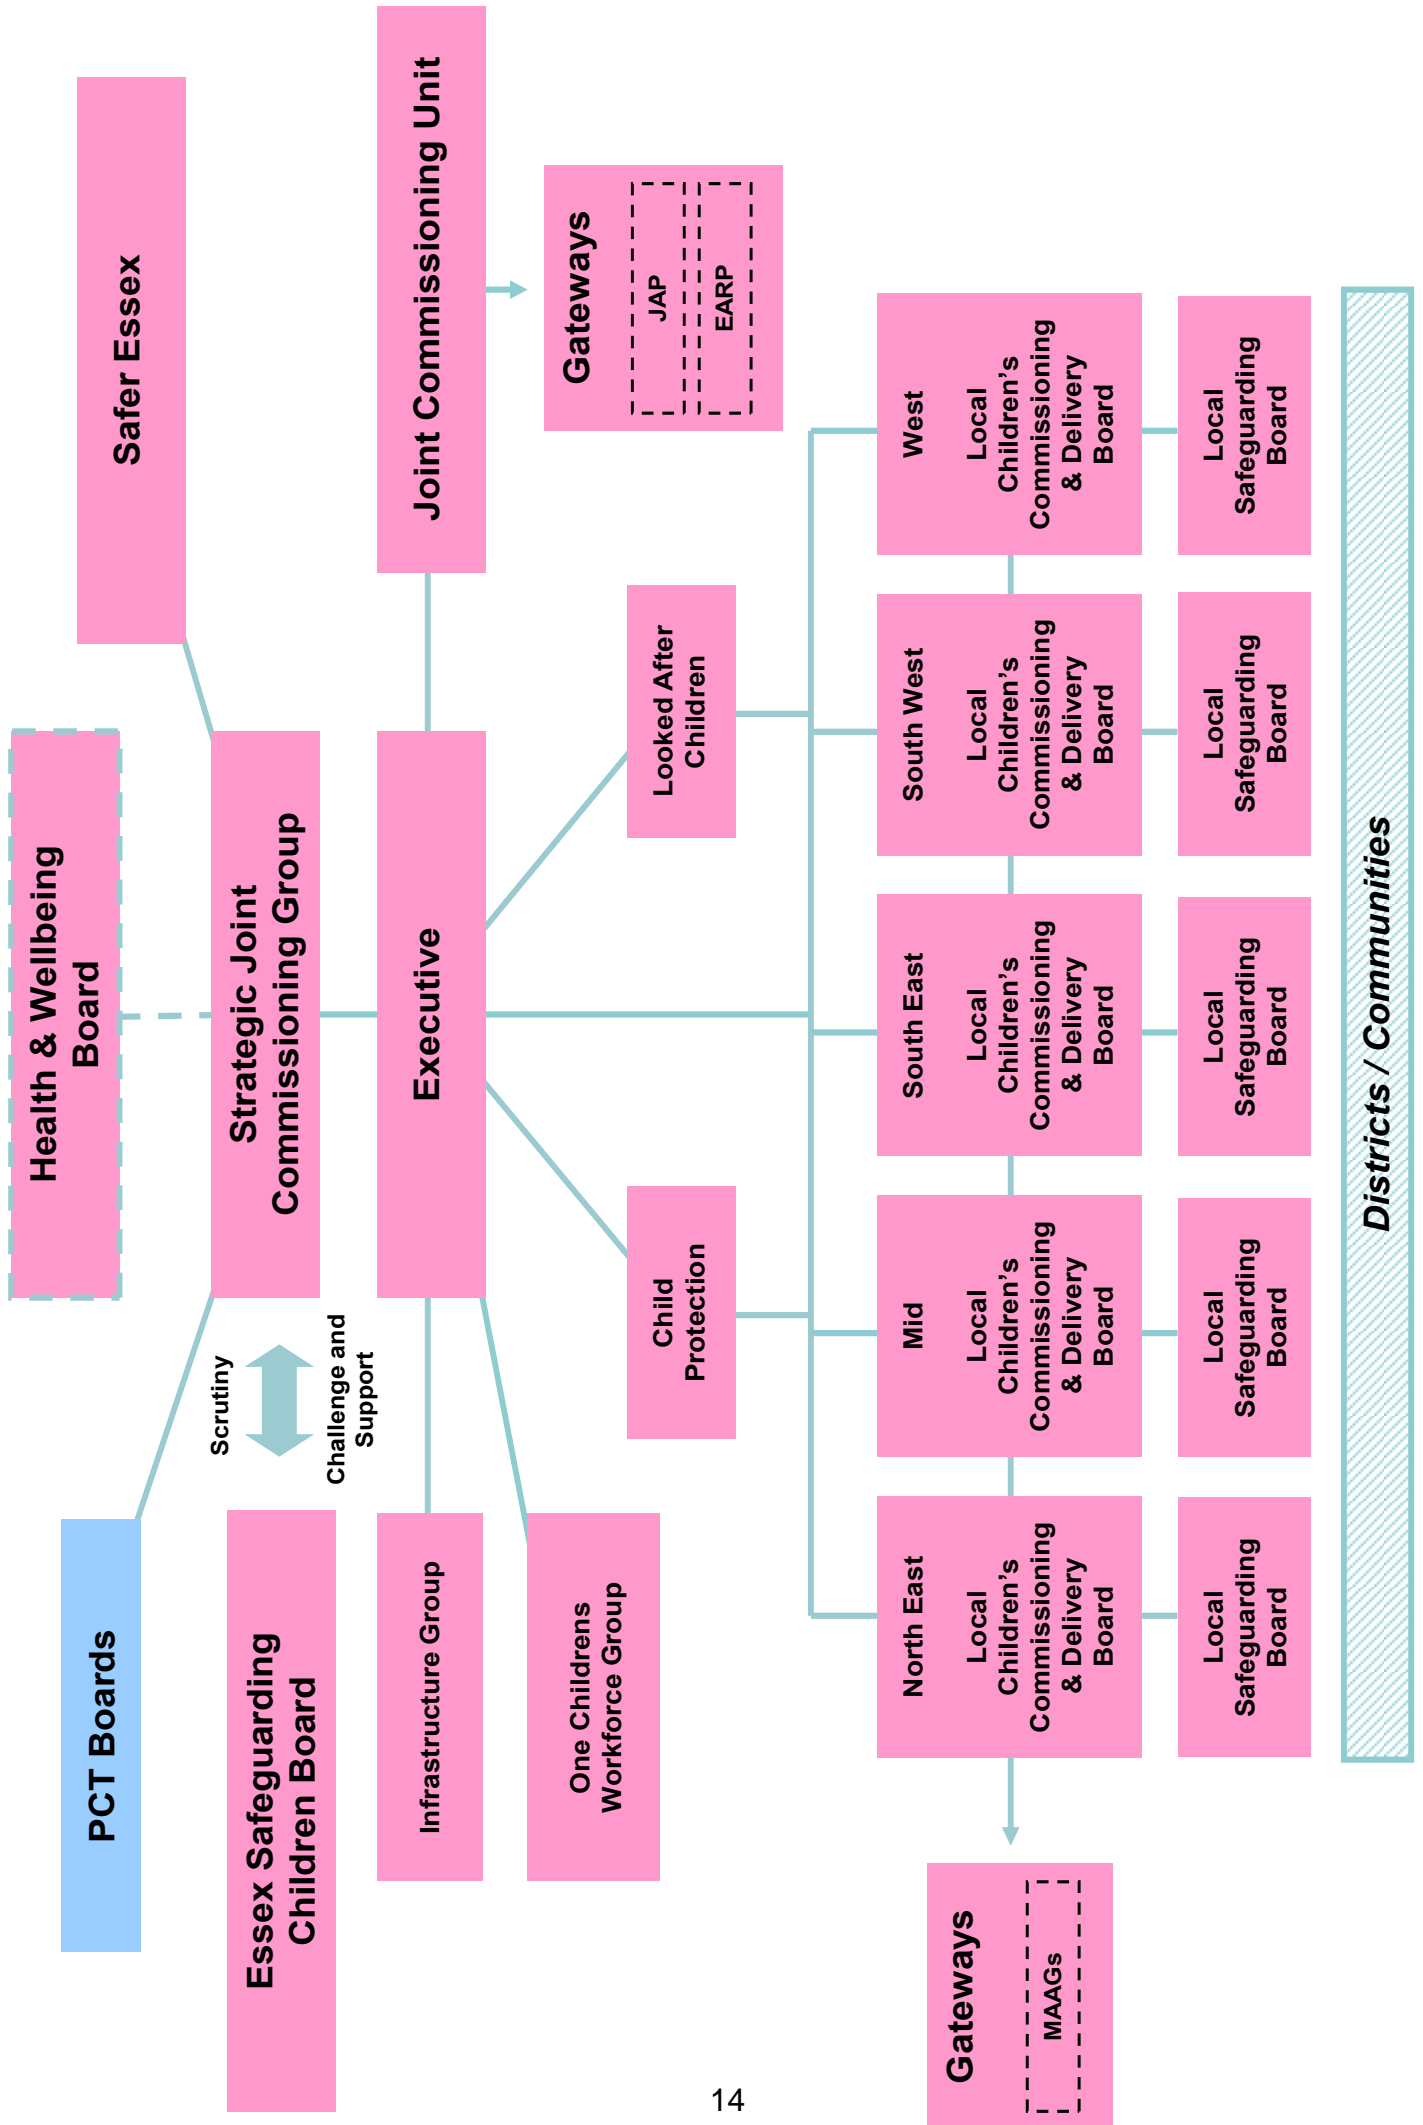 Health & Wellbeing
Board
PCT Boards
Safer Essex
Essex Safeguarding
Children Board
Scrutiny
Challenge and
Support
Strategic Joint
Commissioning Group
Infrastructure Group
Executive
Joint Commissioning Unit
One Childrens
Workforce Group
Gateways
JAP
EARP
Child
Protection
Looked After
Children
North East
Local
Children’s
Commissioning
& Delivery
Board
Mid
Local
Children’s
Commissioning
& Delivery
Board
South East
Local
Children’s
Commissioning
& Delivery
Board
South West
Local
Children’s
Commissioning
& Delivery
Board
West
Local
Children’s
Commissioning
& Delivery
Board
Gateways
MAAGs
Local
Safeguarding
Board
Local
Safeguarding
Board
Local
Safeguarding
Board
Local
Safeguarding
Board
Local
Safeguarding
Board
Districts / Communities
14